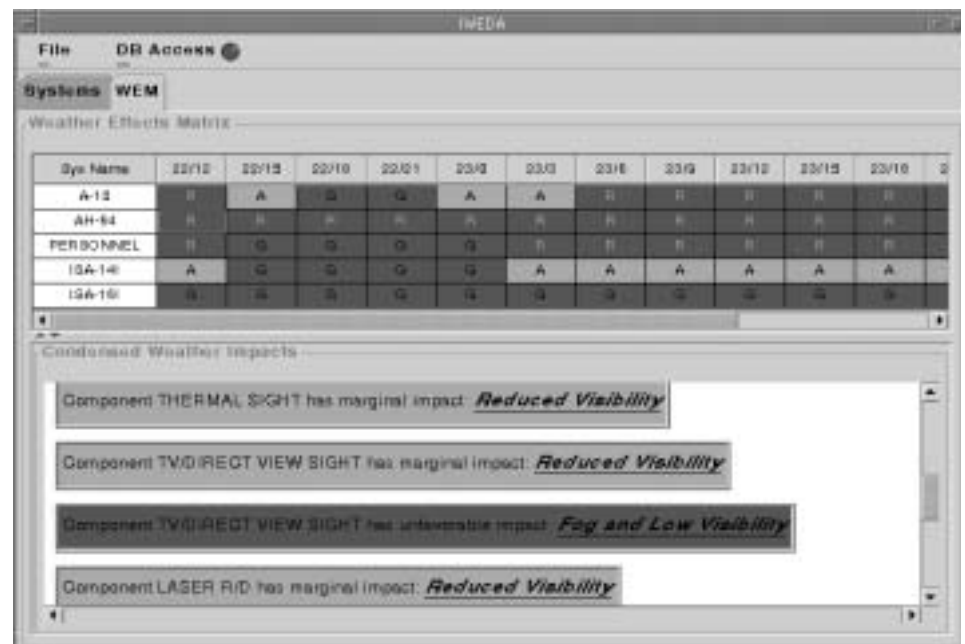 IWEDA
File DB Access
Systems WEM
Weather Effects Matrix
Sys Name 22/12 22/15 22/18 22/21 23/0 23/3 23/6 23/9 23/12 23/15 23/18 2
A-10 R A G G A A R R R R R
AH-64 R R R R R R R R R R R
PERSONNEL R G G G G R R R R R R
A G G G G A A A A A A
G G G G G G G G G G G
Condensed Weather Impacts
Component THERMAL SIGHT has marginal impact: Reduced Visibility
Component TV/DIRECT VIEW SIGHT has marginal impact: Reduced Visibility
Component TV/DIRECT VIEW SIGHT has unfavorable impact: Fog and Low Visibility
Component LASER R/D has marginal impact: Reduced Visibility